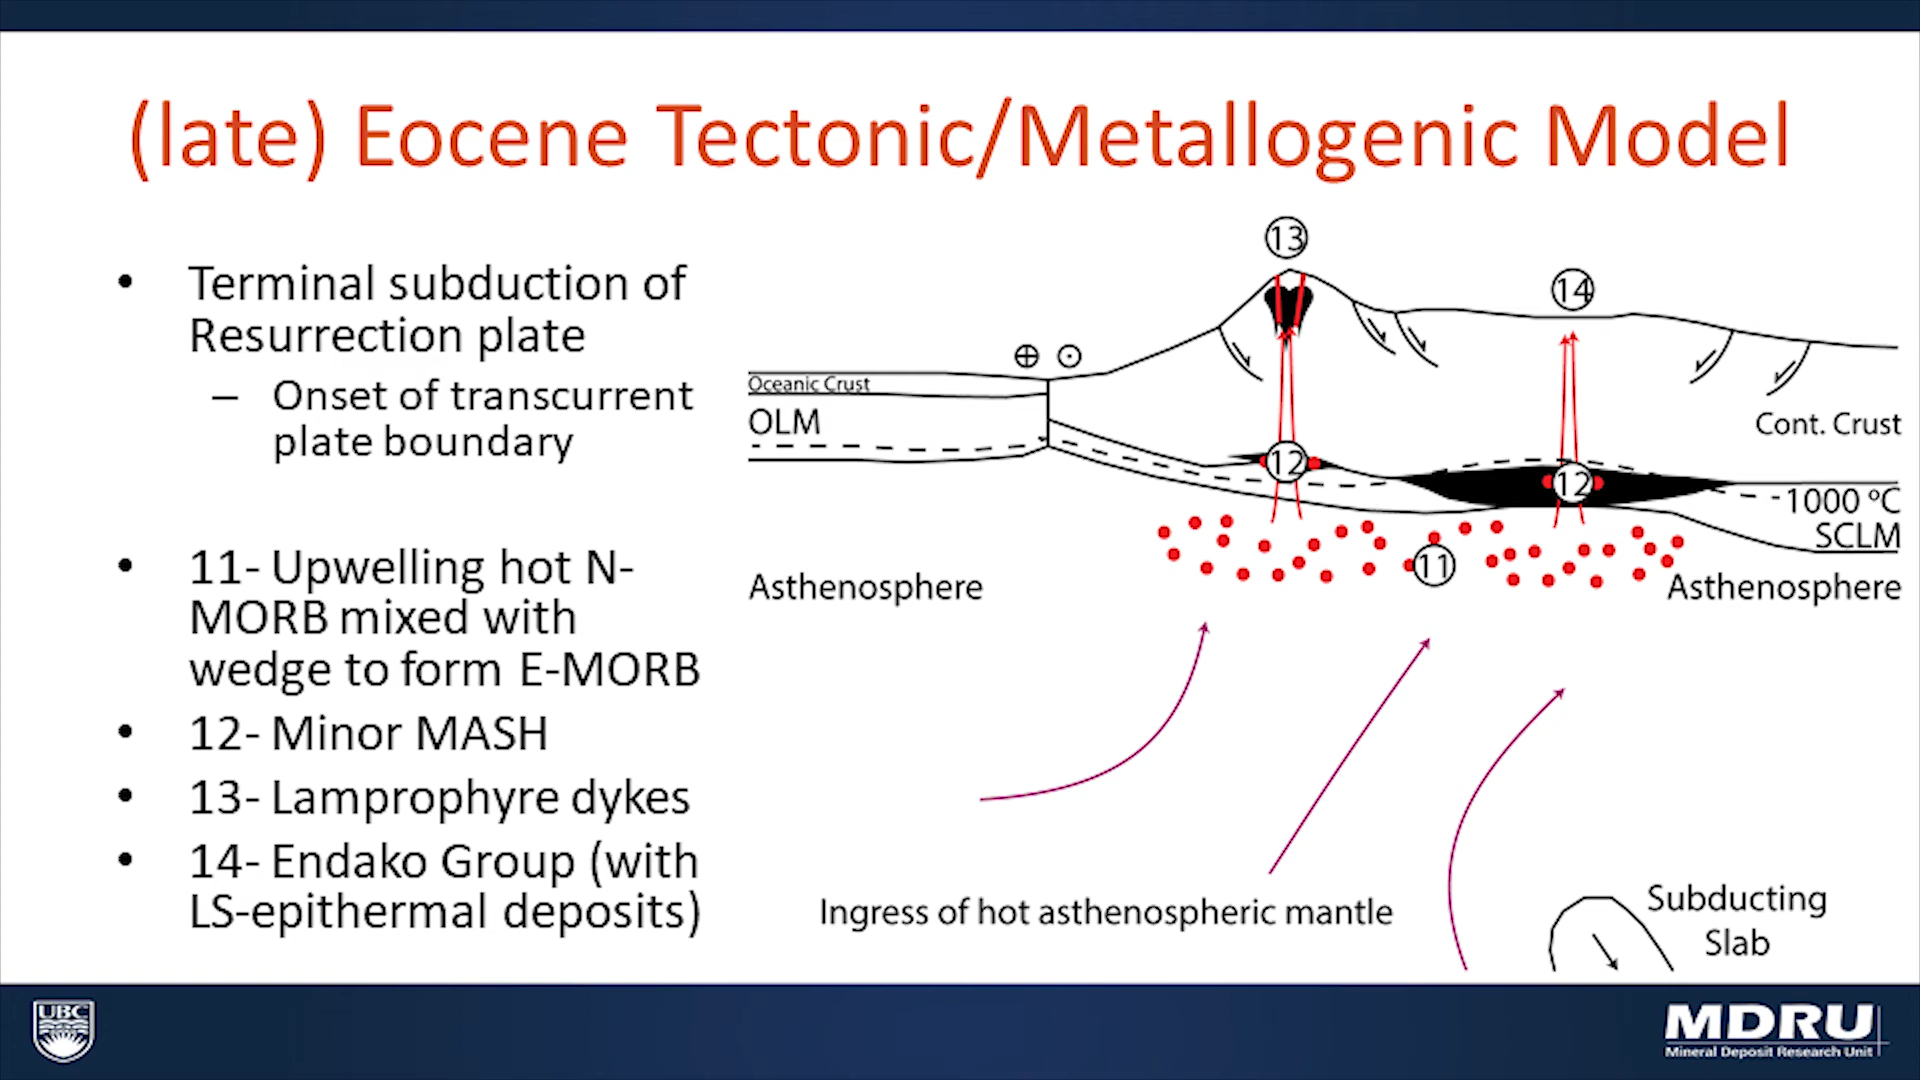 (late) Eocene Tectonic/Metallogenic Model
• Terminal subduction of
Resurrection plate
– Onset of transcurrent
plate boundary
• 11- Upwelling hot N-
MORB mixed with
wedge to form E-MORB
• 12- Minor MASH
• 13- Lamprophyre dykes
• 14- Endako Group (with
LS-epithermal deposits)
13
14
Oceanic Crust
OLM
Cont. Crust
12
12
1000 ºC
SCLM
11
Asthenosphere
Asthenosphere
Ingress of hot asthenospheric mantle
Subducting
Slab
UBC
MDRU
Mineral Deposit Research Unit